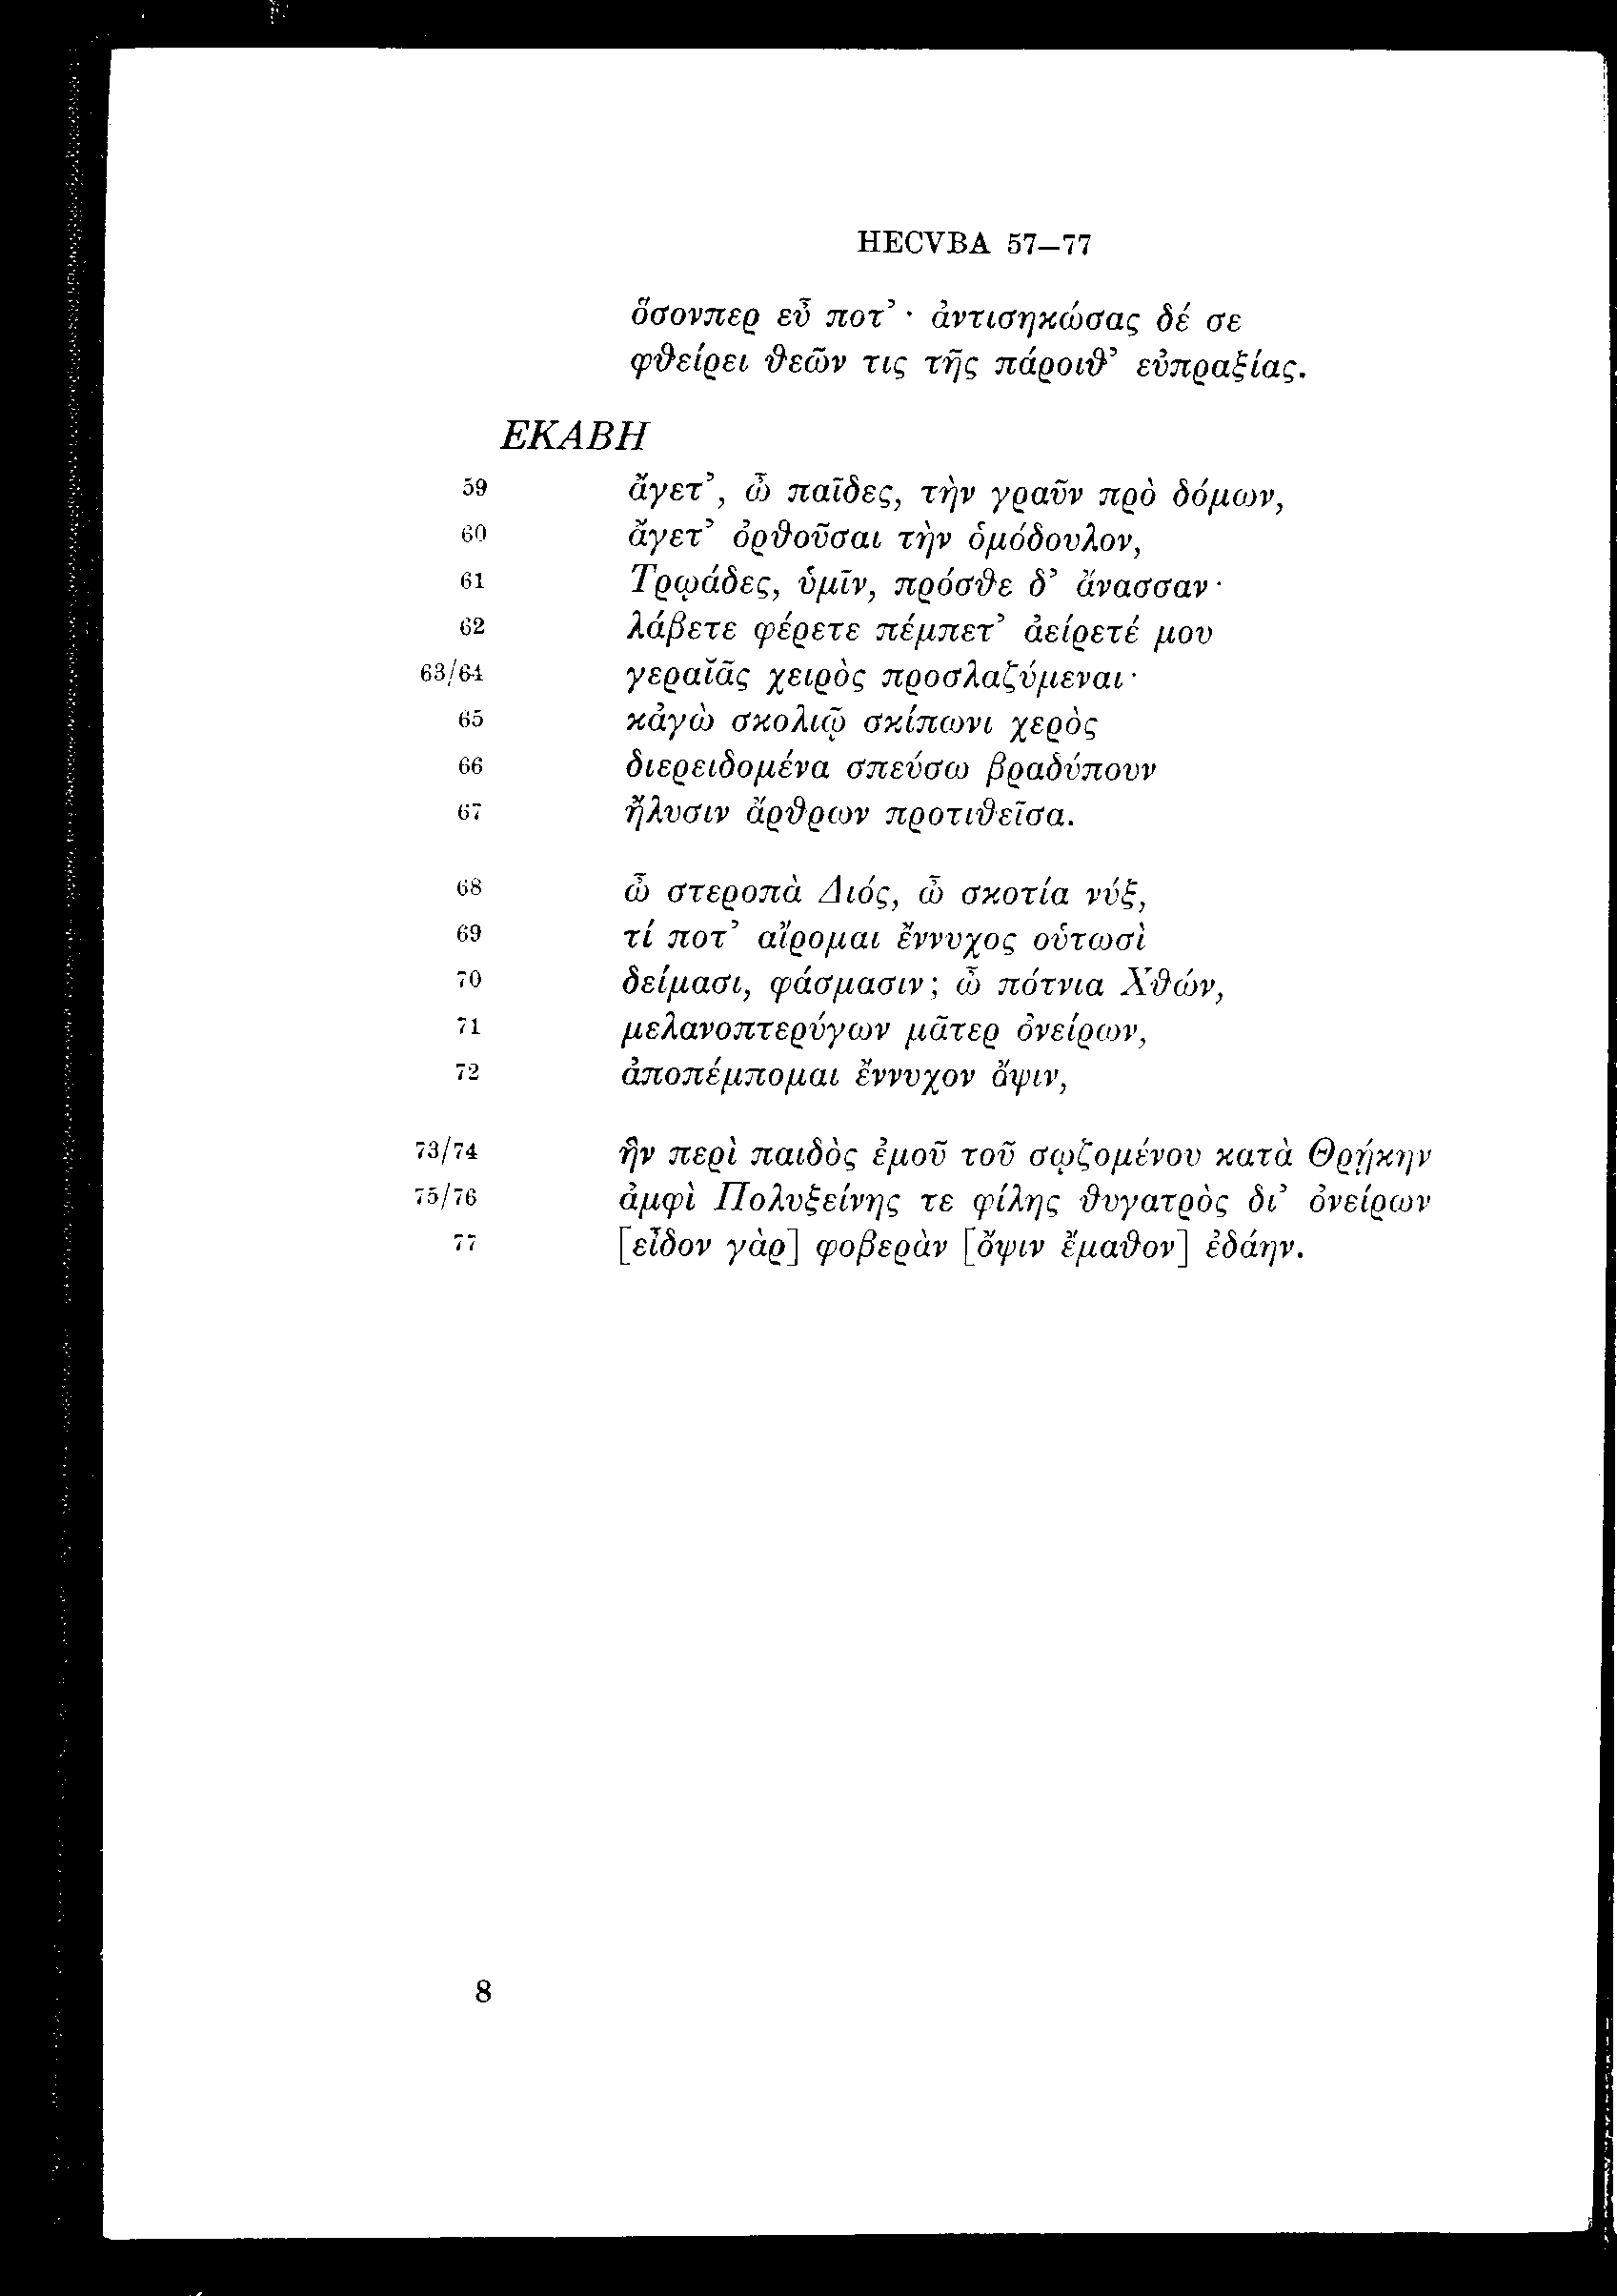 HECVBA 57–77
ὅσονπερ εὖ ποτ’ · ἀντισηκώσας δέ σε
φθείρει θεῶν τις τῆς πάροιθ’ εὐπραξίας.
ΕΚΑΒΗ
59 ἄγετ’, ὦ παῖδες, τὴν γραῦν πρὸ δόμων,
60 ἄγετ’ ὀρθοῦσαι τὴν ὁμόδουλον,
61 Τρῳάδες, ὑμῖν, πρόσθε δ’ ἄνασσαν·
62 λάβετε φέρετε πέμπετ’ ἀείρετέ μου
63/64 γεραϊᾶς χειρὸς προσλαζύμεναι·
65 κἀγὼ σκολιῷ σκίπωνι χερὸς
66 διερειδομένα σπεύσω βραδύπουν
67 ἤλυσιν ἄρθρων προτιθεῖσα.
68 ὦ στεροπὰ Διός, ὦ σκοτία νύξ,
69 τί ποτ’ αἴρομαι ἔννυχος οὑτωσὶ
70 δείμασι, φάσμασιν; ὦ πότνια Χθών,
71 μελανοπτερύγων μᾶτερ ὀνείρων,
72 ἀποπέμπομαι ἔννυχον ὄψιν,
73/74 ἣν περὶ παιδὸς ἐμοῦ τοῦ σῳζομένου κατὰ Θρῄκην
75/76 ἀμφὶ Πολυξείνης τε φίλης θυγατρὸς δι’ ὀνείρων
77 [εἶδον γὰρ] φοβερὰν [ὄψιν ἔμαθον] ἐδάην.
8